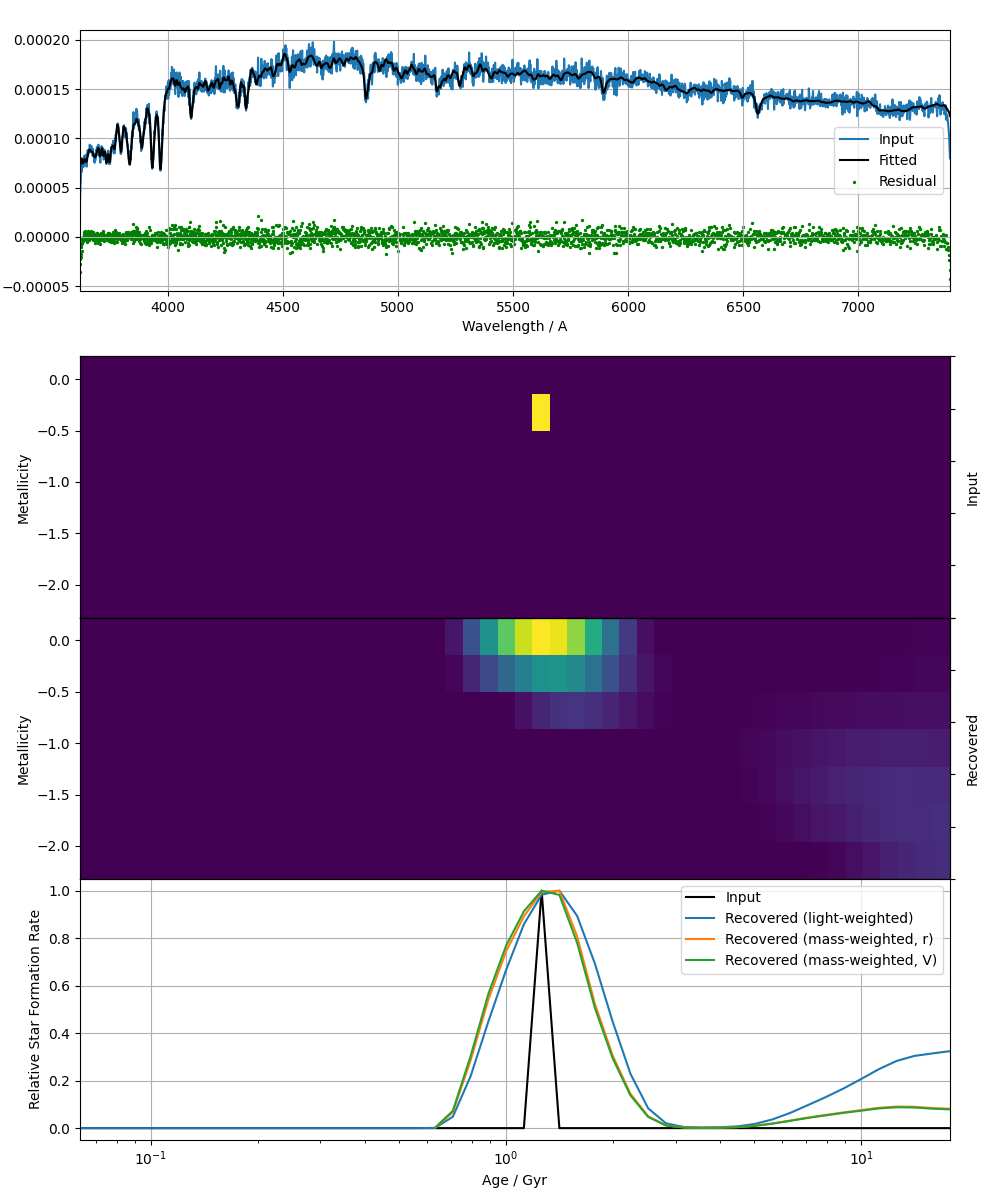 0.00020
0.00015
0.00010
0.00005
0.00000
−0.00005
Input
Fitted
Residual
4000 4500 5000 5500 6000 6500 7000
Wavelength / A
0.0
−0.5
−1.0
−1.5
−2.0
Metallicity
Input
0.0
−0.5
−1.0
−1.5
−2.0
Metallicity
Recovered
1.0
0.8
0.6
0.4
0.2
0.0
Relative Star Formation Rate
Input
Recovered (light-weighted)
Recovered (mass-weighted, r)
Recovered (mass-weighted, V)
10⁻¹ 10⁰ 10¹
Age / Gyr